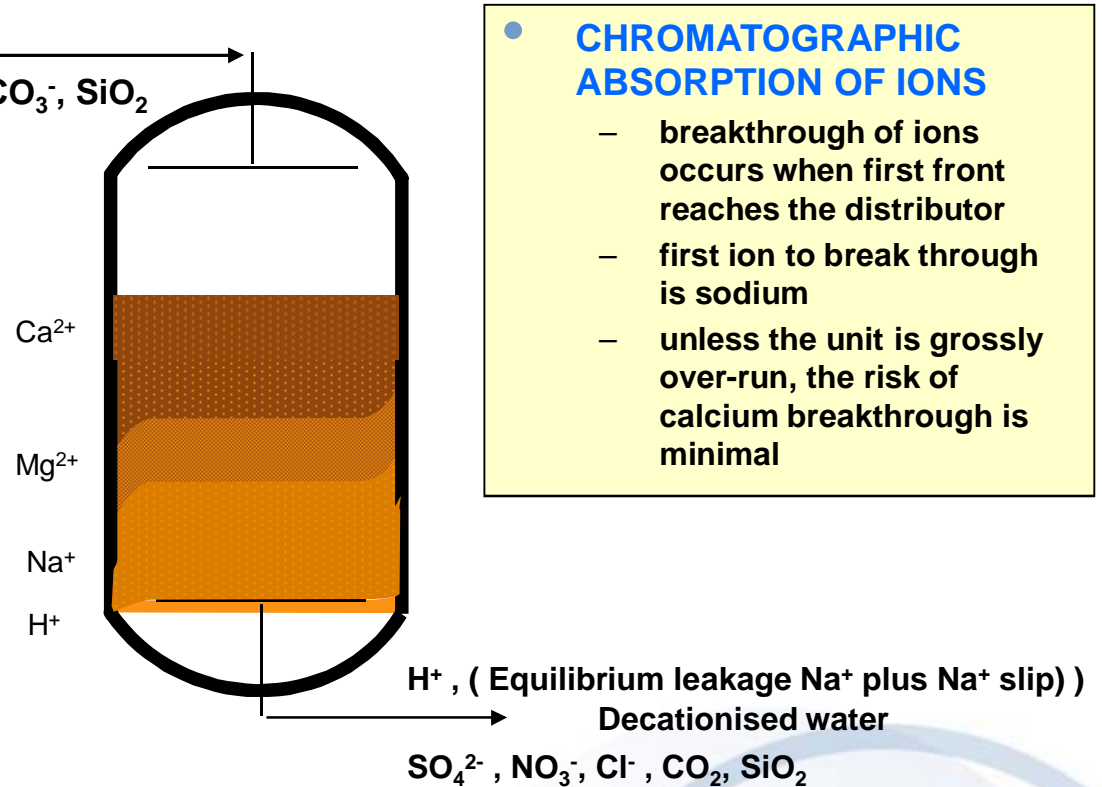 CO₃⁻, SiO₂
• CHROMATOGRAPHIC
ABSORPTION OF IONS
– breakthrough of ions
occurs when first front
reaches the distributor
– first ion to break through
is sodium
– unless the unit is grossly
over-run, the risk of
calcium breakthrough is
minimal
Ca²⁺
Mg²⁺
Na⁺
H⁺
H⁺ , ( Equilibrium leakage Na⁺ plus Na⁺ slip) )
Decationised water
SO₄²⁻ , NO₃⁻, Cl⁻ , CO₂, SiO₂